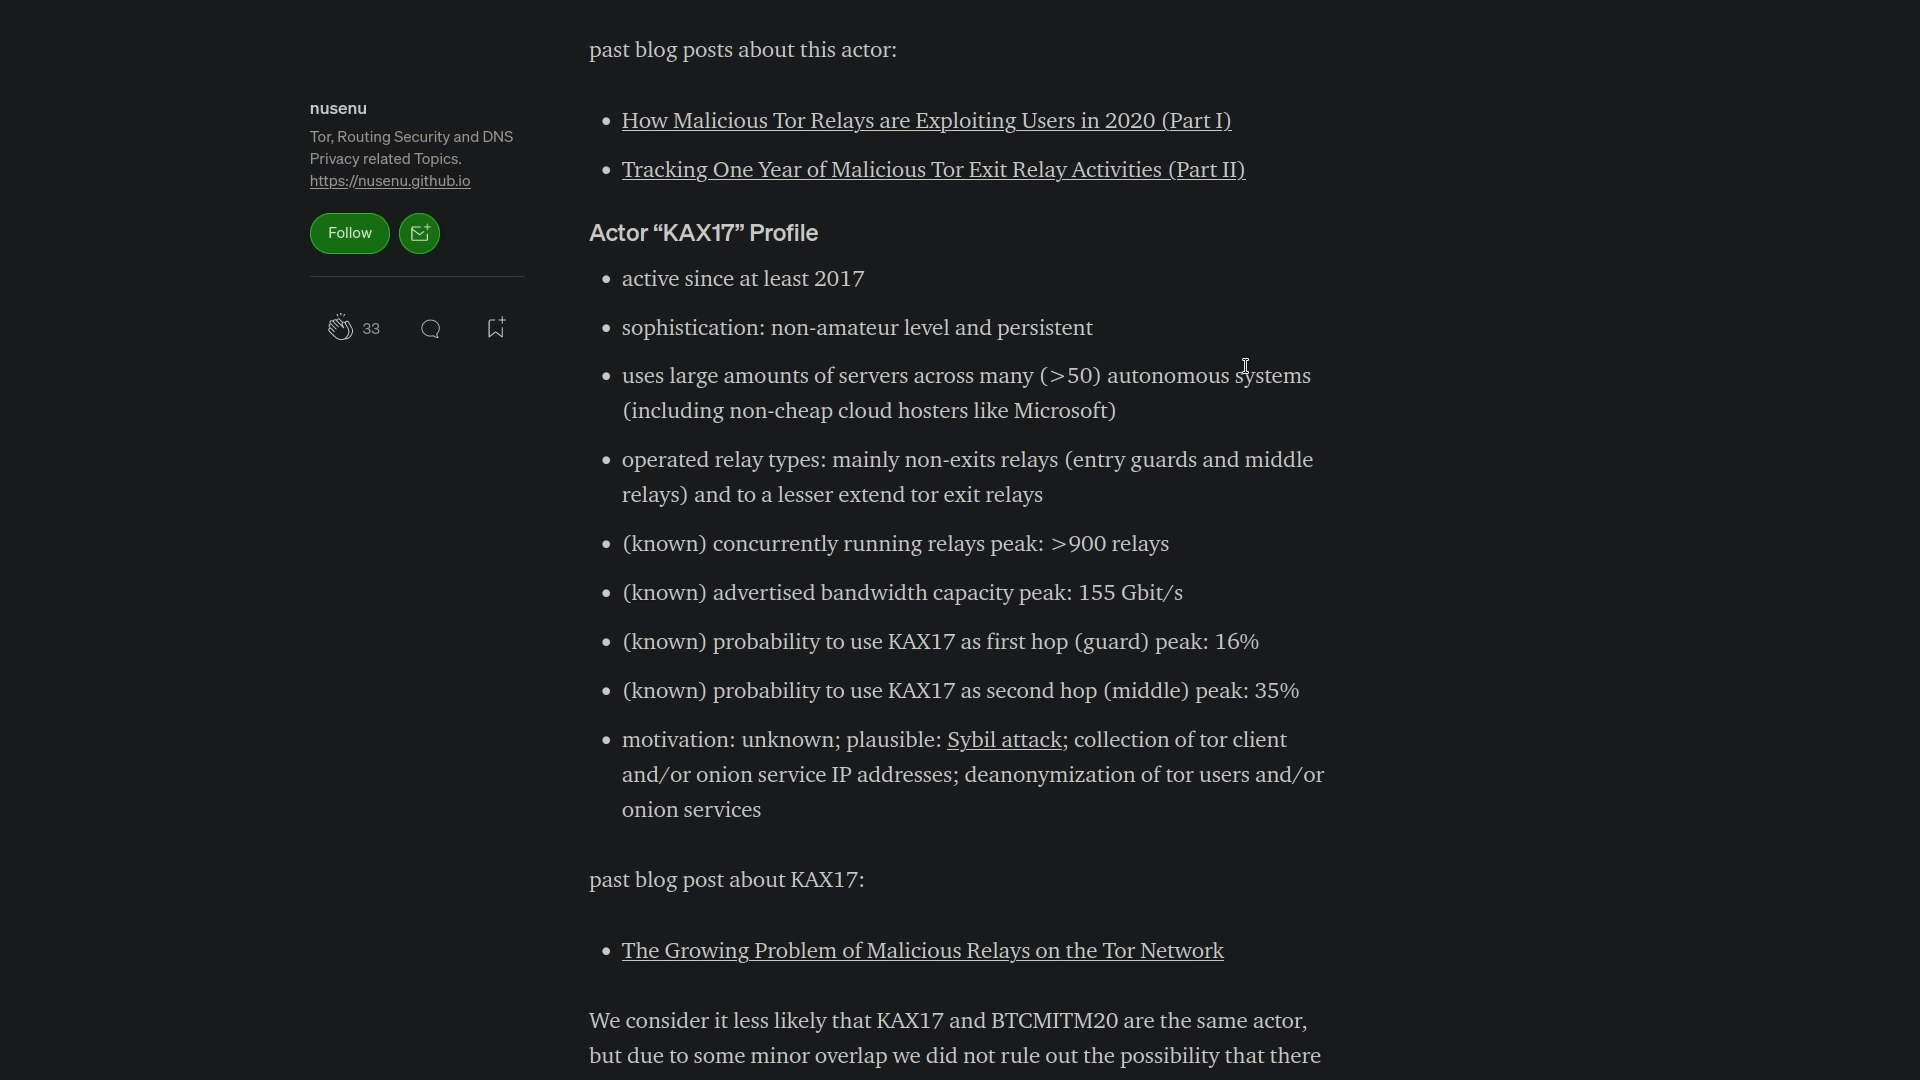 past blog posts about this actor:
nusenu
Tor, Routing Security and DNS
Privacy related Topics.
https://nusenu.github.io
Follow
33
How Malicious Tor Relays are Exploiting Users in 2020 (Part I)
Tracking One Year of Malicious Tor Exit Relay Activities (Part II)
Actor “KAX17” Profile
active since at least 2017
sophistication: non-amateur level and persistent
uses large amounts of servers across many (>50) autonomous systems
(including non-cheap cloud hosters like Microsoft)
operated relay types: mainly non-exits relays (entry guards and middle
relays) and to a lesser extend tor exit relays
(known) concurrently running relays peak: >900 relays
(known) advertised bandwidth capacity peak: 155 Gbit/s
(known) probability to use KAX17 as first hop (guard) peak: 16%
(known) probability to use KAX17 as second hop (middle) peak: 35%
motivation: unknown; plausible: Sybil attack; collection of tor client
and/or onion service IP addresses; deanonymization of tor users and/or
onion services
past blog post about KAX17:
The Growing Problem of Malicious Relays on the Tor Network
We consider it less likely that KAX17 and BTCMITM20 are the same actor,
but due to some minor overlap we did not rule out the possibility that there